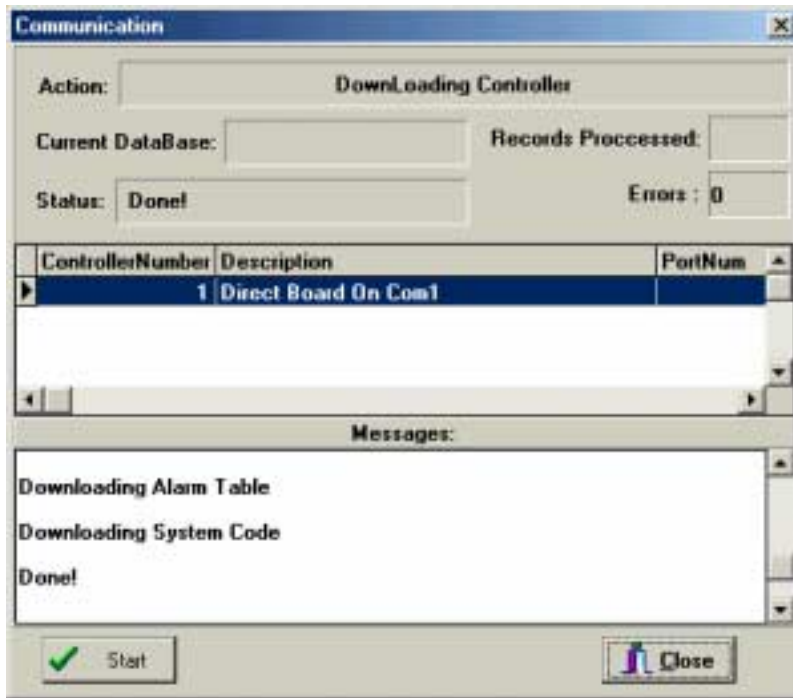 Communication
Action: DownLoading Controller
Current DataBase: Records Proccessed:
Status: Done! Errors : 0
ControllerNumber Description PortNum
1 Direct Board On Com1
Messages:
Downloading Alarm Table
Downloading System Code
Done!
Start Close